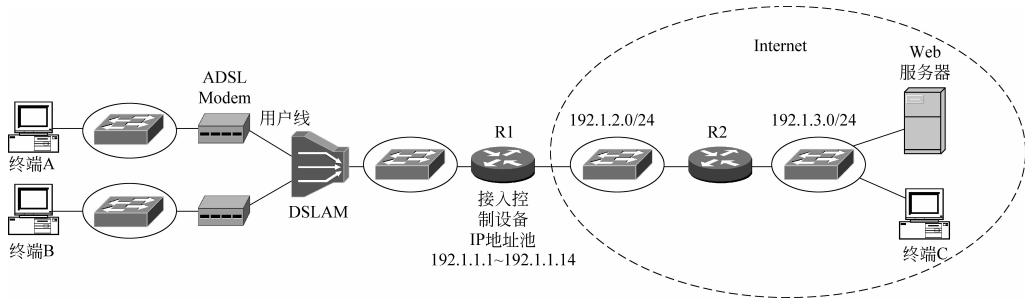 Internet
Web
服务器
ADSL
Modem
用户线
终端A
终端B
DSLAM
R1
接入控
制设备
IP地址池
192.1.1.1~192.1.1.14
192.1.2.0/24
R2
192.1.3.0/24
终端C